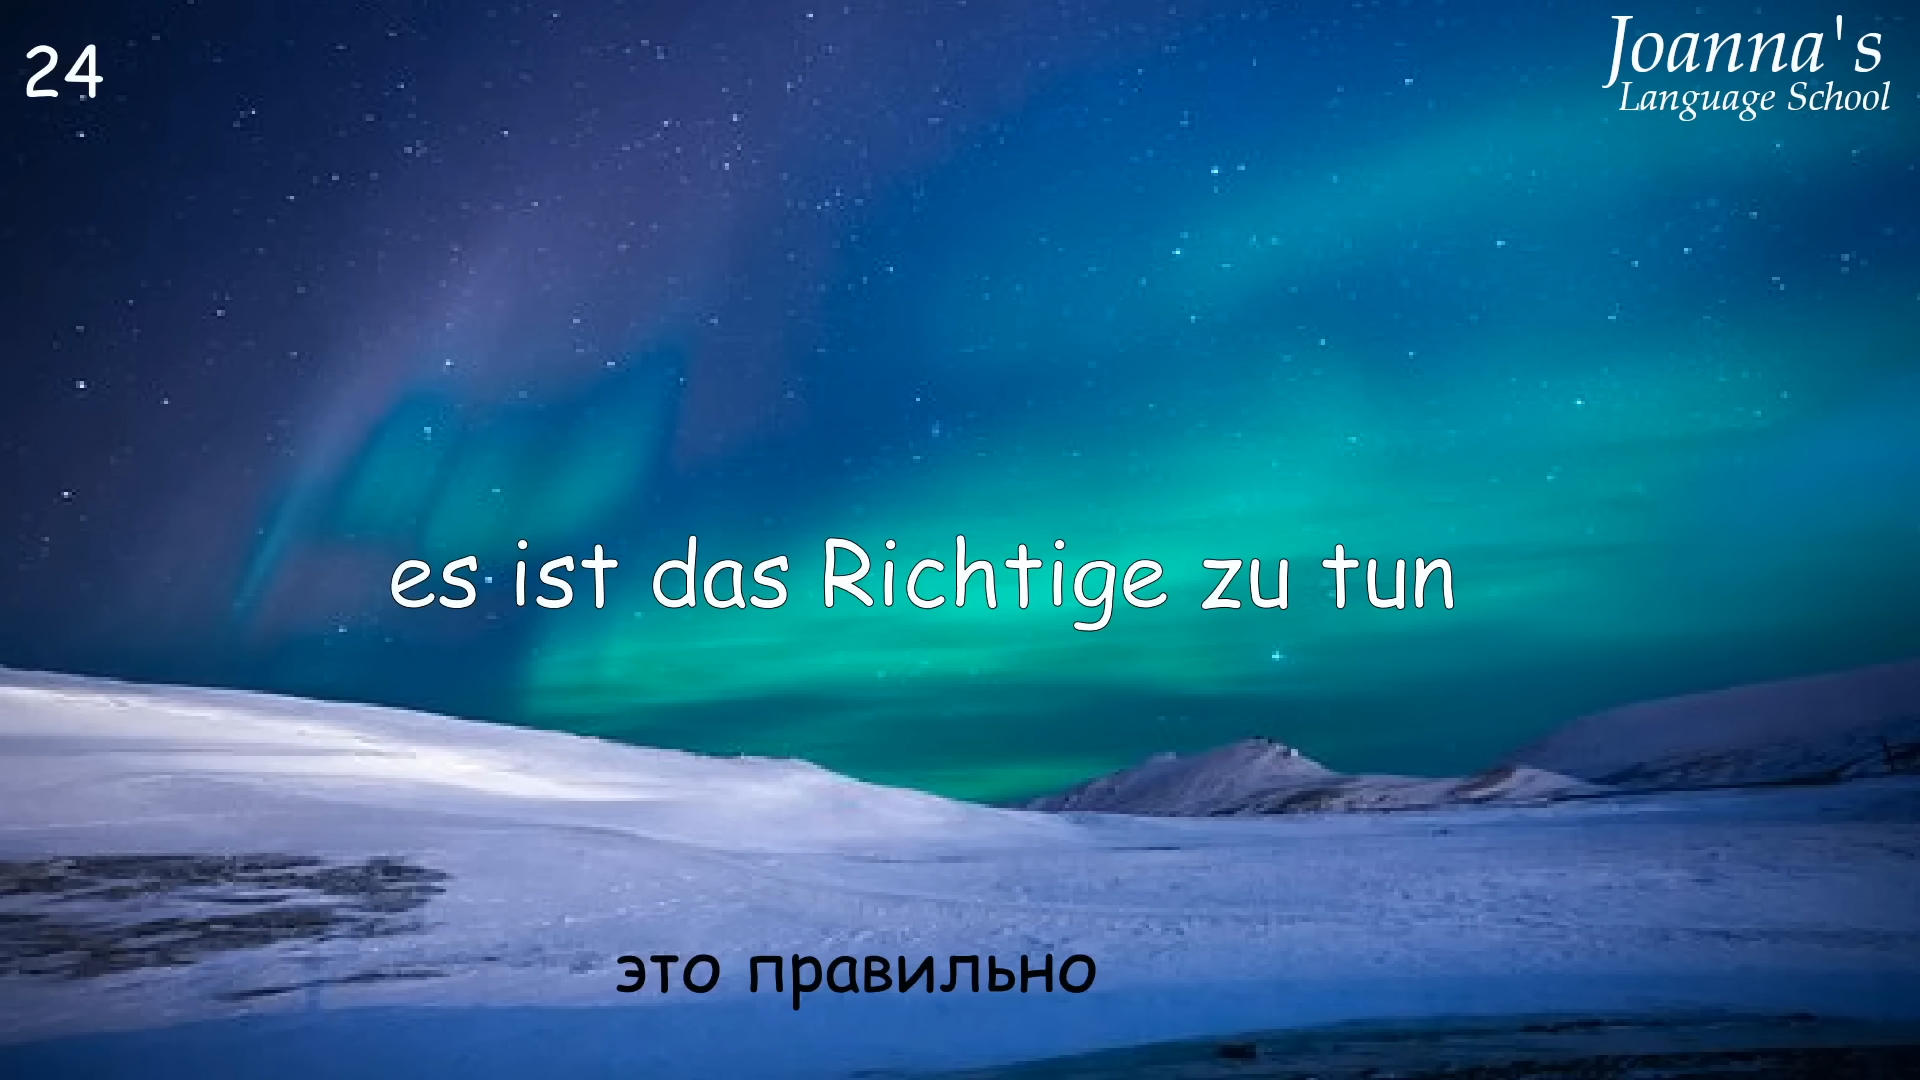 24
Joanna's
Language School
es ist das Richtige zu tun
это правильно